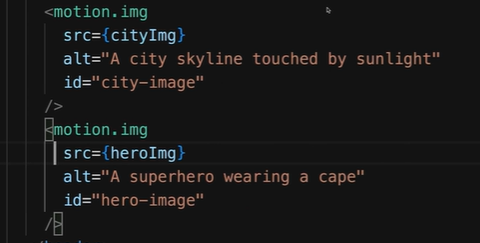 <motion.img
src={cityImg}
alt="A city skyline touched by sunlight"
id="city-image"
/>
<motion.img
src={heroImg}
alt="A superhero wearing a cape"
id="hero-image"
/>